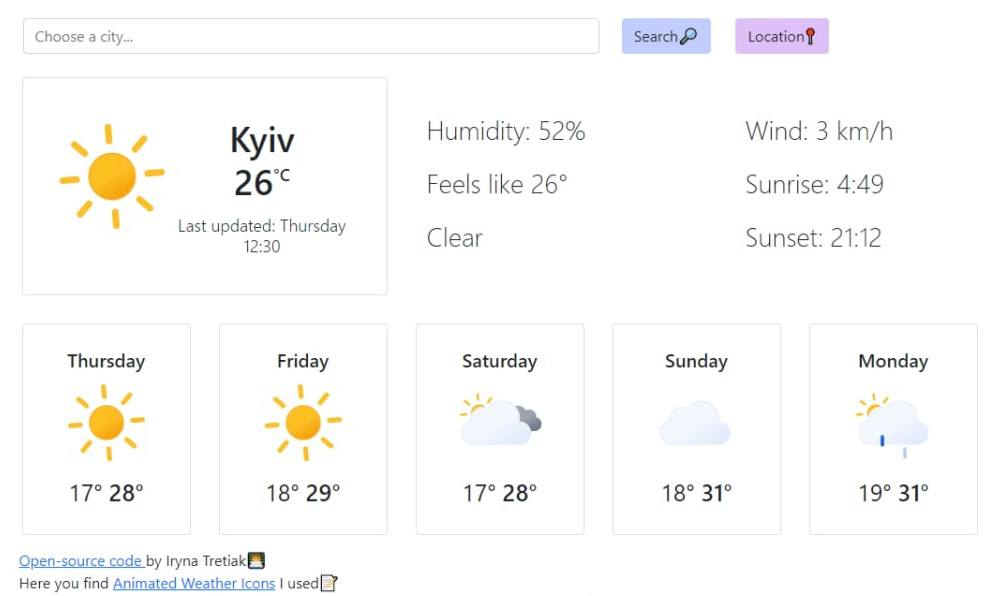 Choose a city...
Search
Location
Kyiv
26°C
Last updated: Thursday
12:30
Humidity: 52%
Feels like 26°
Clear
Wind: 3 km/h
Sunrise: 4:49
Sunset: 21:12
Thursday
17° 28°
Friday
18° 29°
Saturday
17° 28°
Sunday
18° 31°
Monday
19° 31°
Open-source code by Iryna Tretiak
Here you find Animated Weather Icons I used